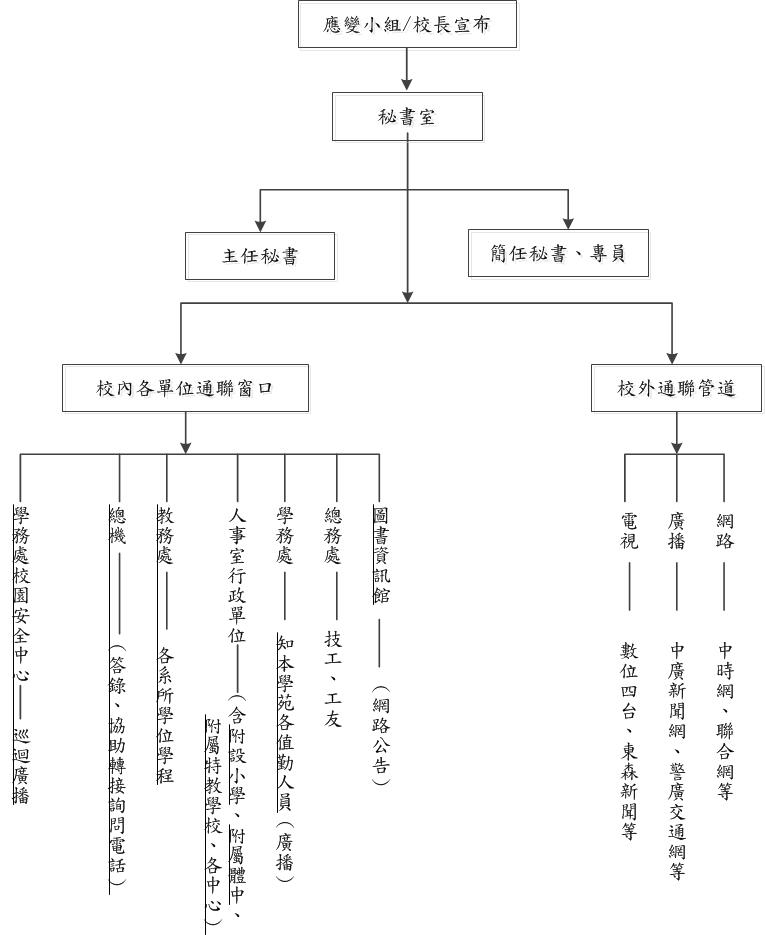 應變小組/校長宣布
秘書室
主任秘書
簡任秘書、專員
校內各單位通聯窗口
校外通聯管道
學務處校園安全中心
巡迴廣播
總機
（答錄、協助轉接詢問電話）
教務處
各系所學位學程
人事室行政單位
（含附設小學、附屬體中、
附屬特教學校、各中心）
學務處
知本學苑各值勤人員（廣播）
總務處
技工、工友
圖書資訊館
（網路公告）
電視
數位四台、東森新聞等
廣播
中廣新聞網、警廣交通網等
網路
中時網、聯合網等